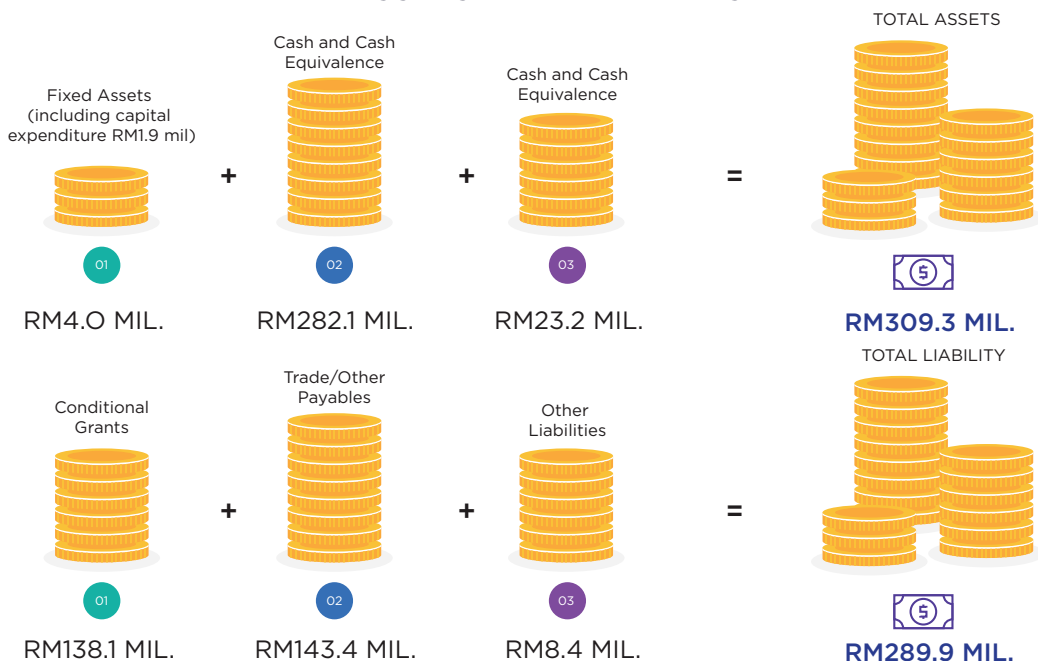 TOTAL ASSETS
Cash and Cash
Equivalence
Cash and Cash
Equivalence
Fixed Assets
(including capital
expenditure RM1.9 mil)
+
+
=
01
02
03
$
RM4.0 MIL.
RM282.1 MIL.
RM23.2 MIL.
RM309.3 MIL.
TOTAL LIABILITY
Trade/Other
Payables
Conditional
Grants
Other
Liabilities
+
+
=
01
02
03
$
RM138.1 MIL.
RM143.4 MIL.
RM8.4 MIL.
RM289.9 MIL.